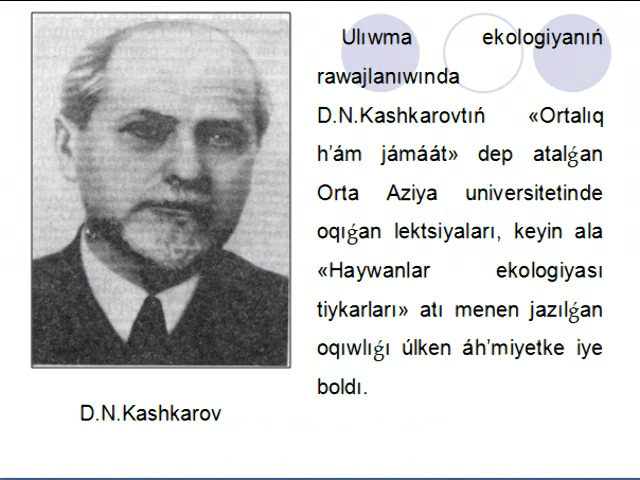 Ulıwma ekologiyanıń
rawajlanıwında
D.N.Kashkarovtıń «Ortalıq
h’ám jámáát» dep atalǵan
Orta Aziya universitetinde
oqıǵan lektsiyaları, keyin ala
«Haywanlar ekologiyası
tiykarları» atı menen jazılǵan
oqıwlıǵı úlken áh’miyetke iye
boldı.
D.N.Kashkarov